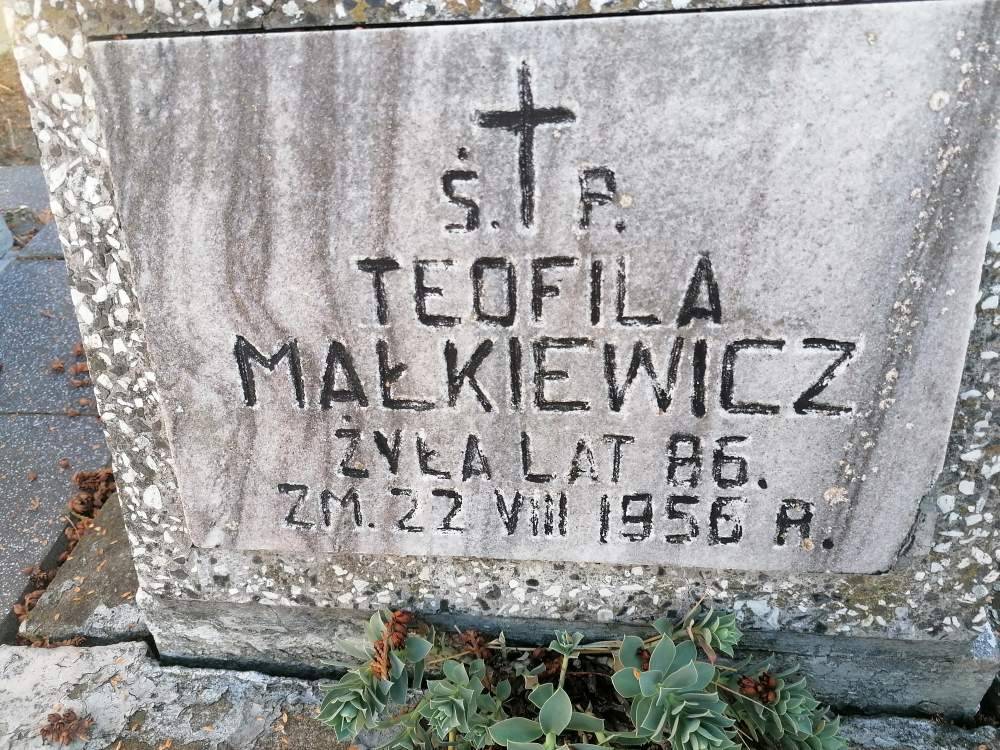 Ś. P.
TEOFILA
MAŁKIEWICZ
ŻYŁA LAT 86.
ZM. 22 VIII 1956 R.